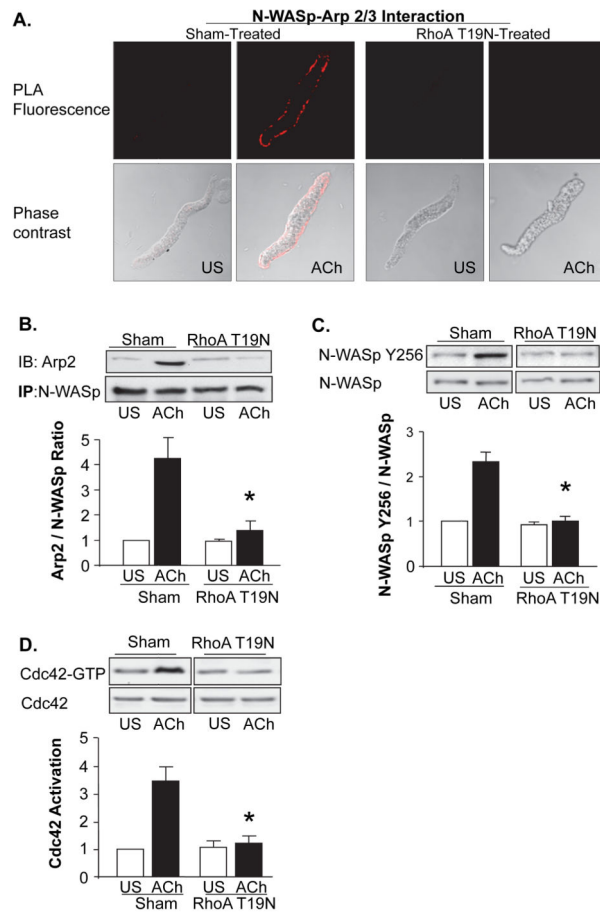 A.
N-WASp-Arp 2/3 Interaction
Sham-Treated RhoA T19N-Treated
PLA
Fluorescence
Phase
contrast
US ACh US ACh
B.
Sham RhoA T19N
IB: Arp2
IP:N-WASp
US ACh US ACh
Arp2 / N-WASp Ratio
5
4
3
2
1
0
*
US ACh US ACh
Sham RhoA T19N
C.
Sham RhoA T19N
N-WASp Y256
N-WASp
US ACh US ACh
N-WASp Y256 / N-WASp
3
2
1
0
*
US ACh US ACh
Sham RhoA T19N
D.
Sham RhoA T19N
Cdc42-GTP
Cdc42
US ACh US ACh
Cdc42 Activation
5
4
3
2
1
0
*
US ACh US ACh
Sham RhoA T19N